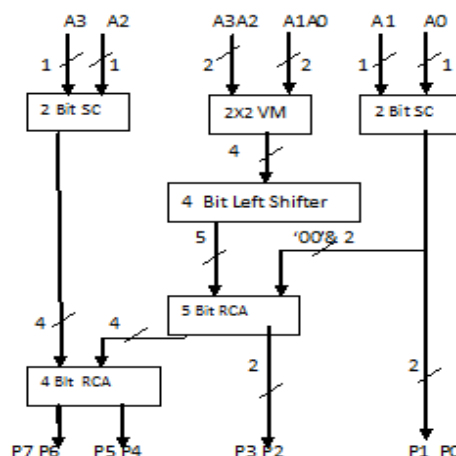 A3 A2 A3A2 A1A0 A1 A0
1 1 2 2 1 1
2 Bit SC 2X2 VM 2 Bit SC
4
4 Bit Left Shifter
5 '00'& 2
5 Bit RCA
4 4
4 Bit RCA 2 2
P7 P6 P5 P4 P3 P2 P1 P0